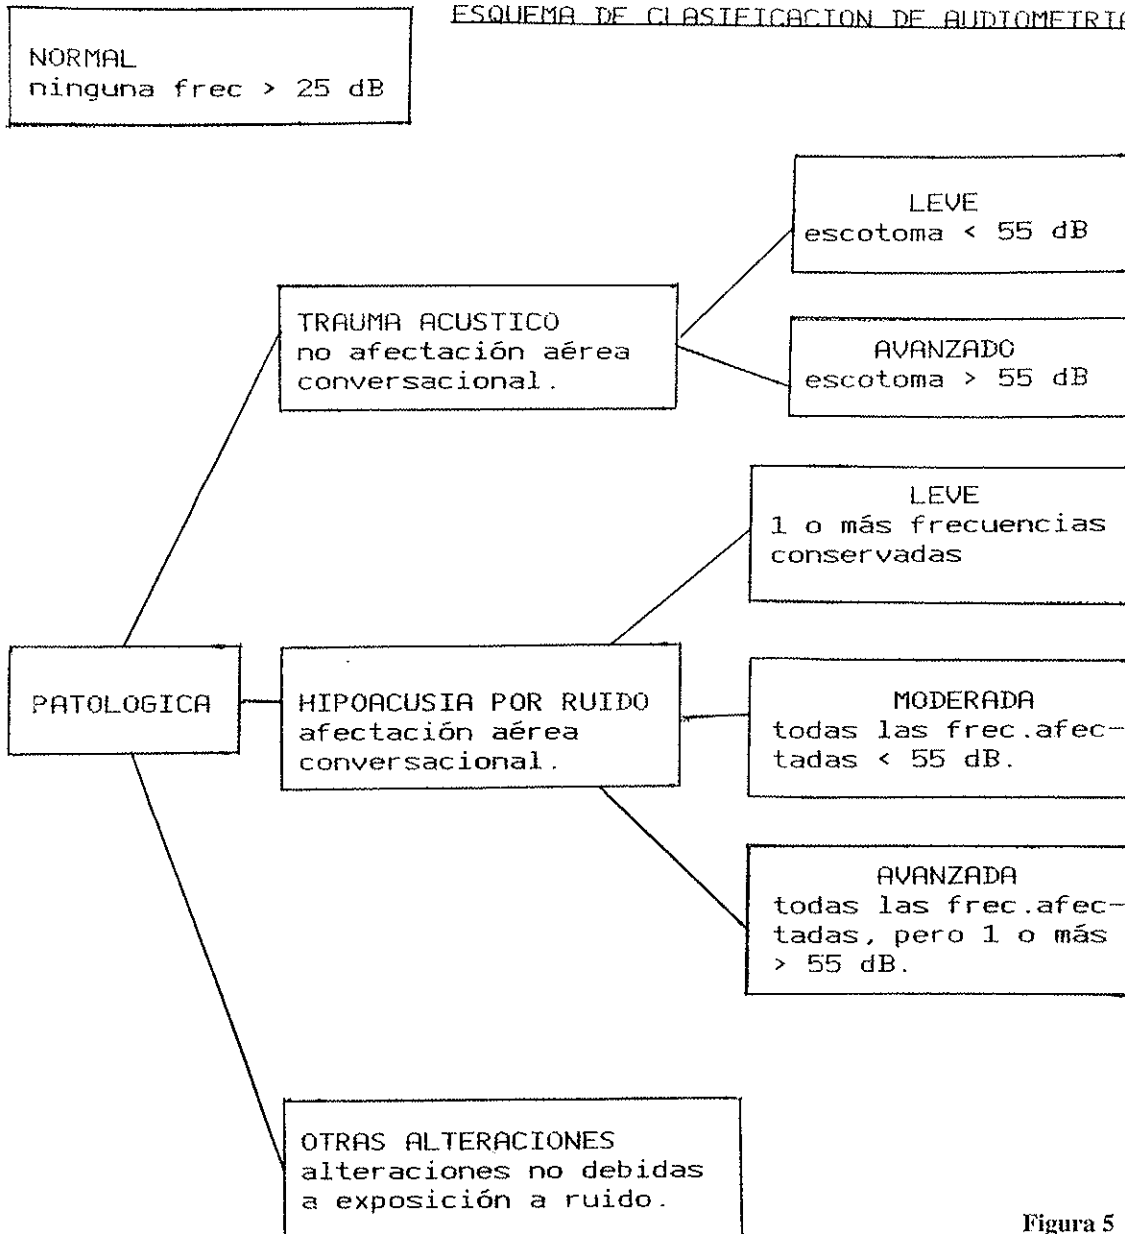 ESQUEMA DE CLASIFICACION DE AUDIOMETRIA
NORMAL
ninguna frec > 25 dB
LEVE
escotoma < 55 dB
TRAUMA ACUSTICO
no afectación aérea
conversacional.
AVANZADO
escotoma > 55 dB
LEVE
1 o más frecuencias
conservadas
PATOLOGICA
HIPOACUSIA POR RUIDO
afectación aérea
conversacional.
MODERADA
todas las frec.afec-
tadas < 55 dB.
AVANZADA
todas las frec.afec-
tadas, pero 1 o más
> 55 dB.
OTRAS ALTERACIONES
alteraciones no debidas
a exposición a ruido.
Figura 5